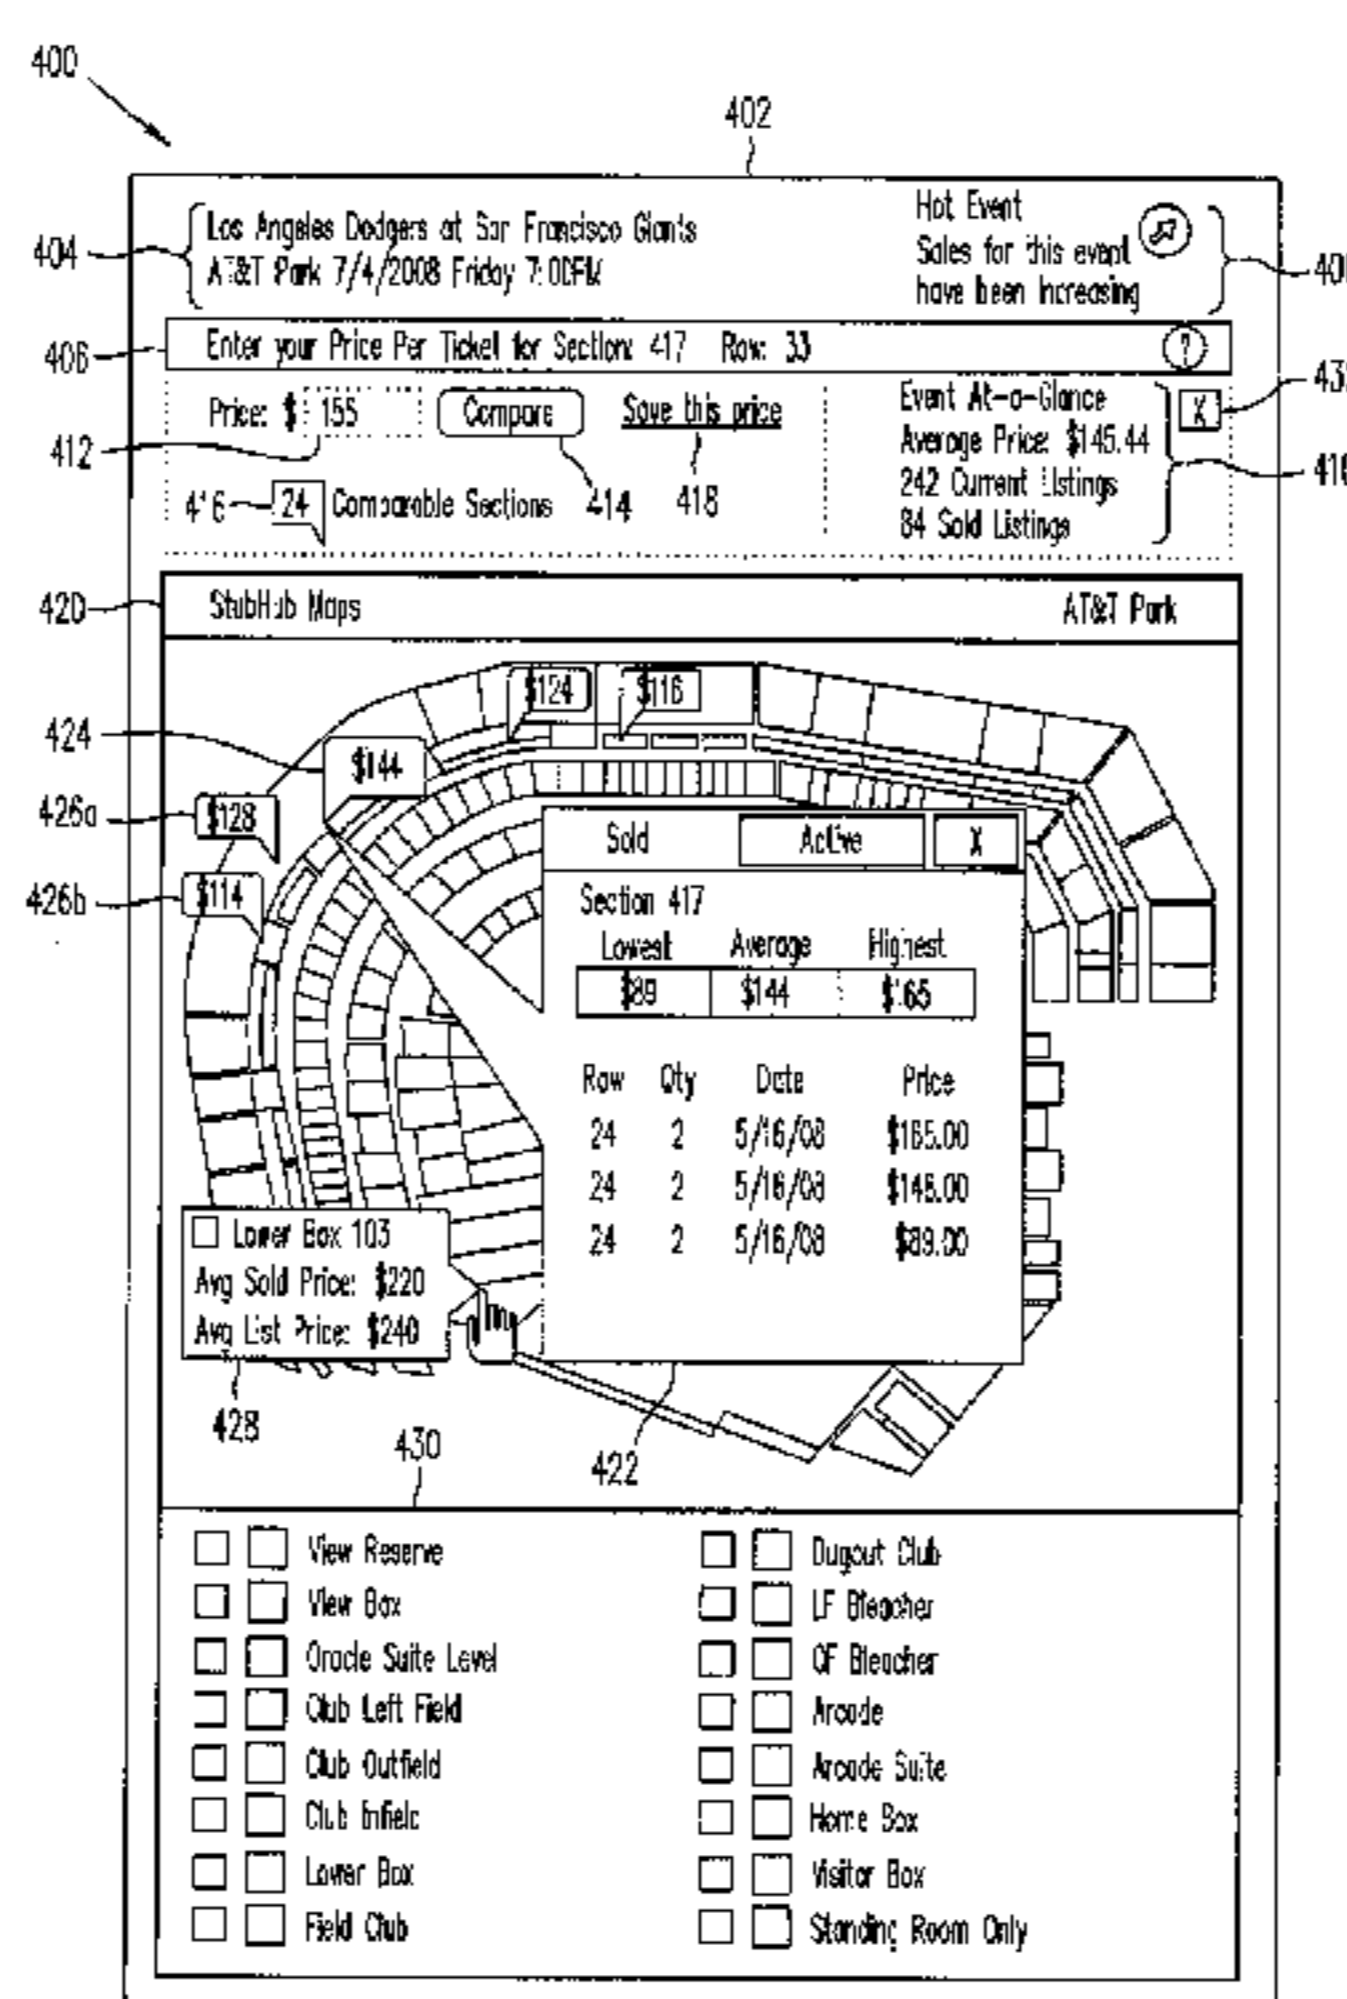 400
402
404
Los Angeles Dodgers at San Francisco Giants
AT&T Park 7/4/2008 Friday 7:00PM
Hot Event
Sales for this event
have been increasing
406
Enter your Price Per Ticket for Section: 417 Row: 33
?
Price: $ 155
Compare
Save this price
412
416
24 Comparable Sections
414
418
Event At-a-Glance
Average Price: $145.44
242 Current Listings
84 Sold Listings
X
420
StubHub Maps
AT&T Park
$124
$116
424
$144
426a
$128
426b
$114
Sold
Active
X
Section 417
Lowest Average Highest
$89 $144 $165
Row Qty Date Price
24 2 5/16/08 $165.00
24 2 5/16/08
24 2 5/16/08 $89.00
Lower Box 103
Avg Sold Price: $220
Avg List Price: $240
428
430
422
View Reserve
View Box
Oracle Suite Level
Club Left Field
Club Outfield
Club Infield
Lower Box
Field Club
Dugout Club
LF Bleacher
CF Bleacher
Arcade
Arcade Suite
Home Box
Visitor Box
Standing Room Only